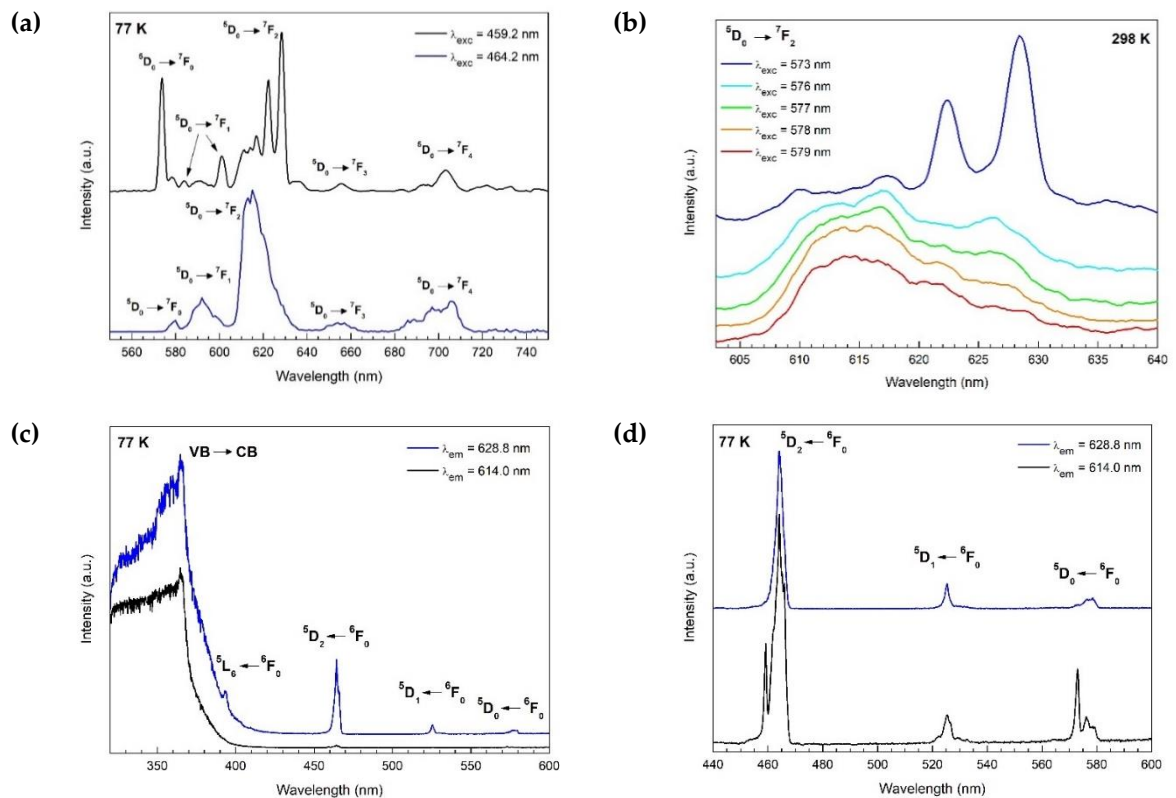 (a)
77 K
⁵D₀ → ⁷F₂
λexc = 459.2 nm
λexc = 464.2 nm
⁵D₀ → ⁷F₀
⁵D₀ → ⁷F₁
⁵D₀ → ⁷F₃
⁵D₀ → ⁷F₄
⁵D₀ → ⁷F₂
⁵D₀ → ⁷F₁
⁵D₀ → ⁷F₀
⁵D₀ → ⁷F₃
⁵D₀ → ⁷F₄
Intensity (a.u.)
560 580 600 620 640 660 680 700 720 740
Wavelength (nm)
(b)
⁵D₀ → ⁷F₂
298 K
λexc = 573 nm
λexc = 576 nm
λexc = 577 nm
λexc = 578 nm
λexc = 579 nm
Intensity (a.u.)
605 610 615 620 625 630 635 640
Wavelength (nm)
(c)
77 K
VB → CB
λem = 628.8 nm
λem = 614.0 nm
⁵L₆ ← ⁶F₀
⁵D₂ ← ⁶F₀
⁵D₁ ← ⁶F₀
⁵D₀ ← ⁶F₀
Intensity (a.u.)
350 400 450 500 550 600
Wavelength (nm)
(d)
77 K
⁵D₂ ← ⁶F₀
λem = 628.8 nm
λem = 614.0 nm
⁵D₁ ← ⁶F₀
⁵D₀ ← ⁶F₀
Intensity (a.u.)
440 460 480 500 520 540 560 580 600
Wavelength (nm)